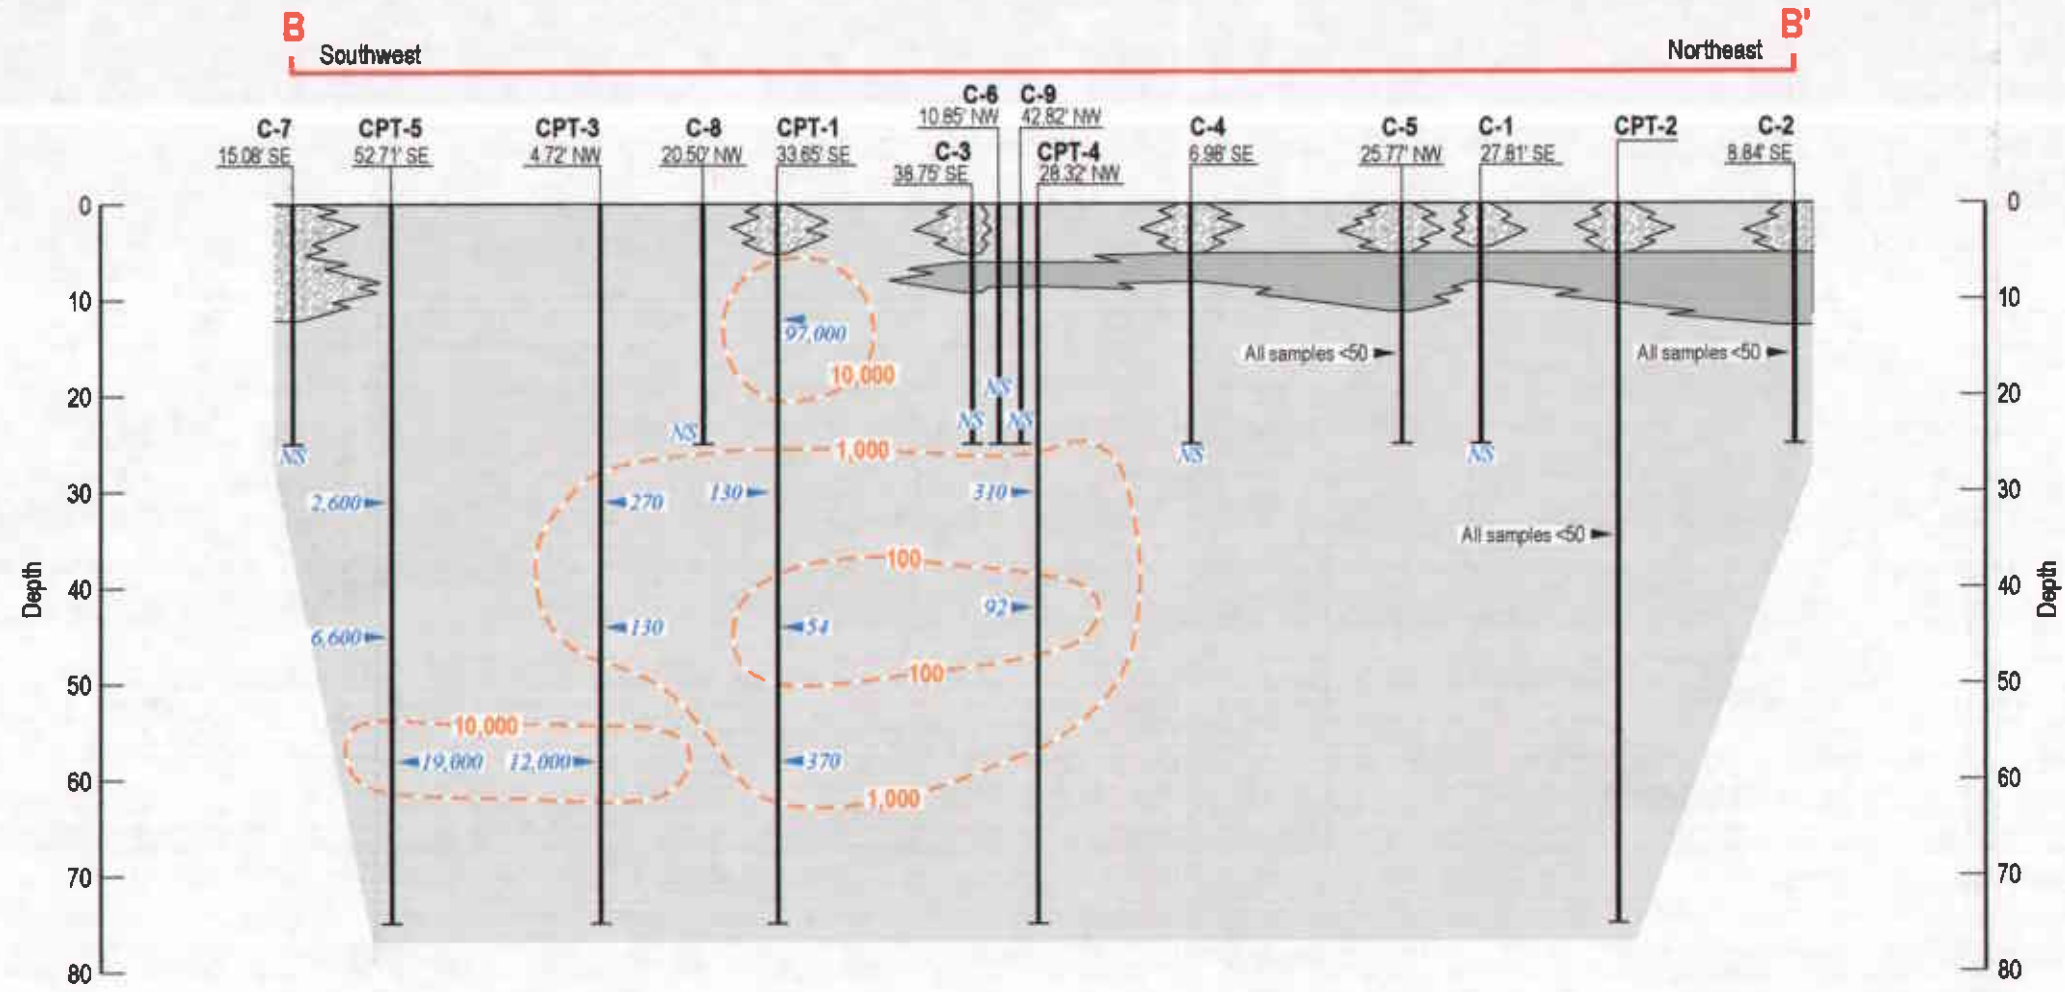 B B'
Southwest Northeast
C-6 C-9
10.85' NW 42.82' NW
C-7 CPT-5 CPT-3 C-8 CPT-1 C-4 C-5 C-1 CPT-2 C-2
15.08' SE 52.71' SE 4.72' NW 20.50' NW 33.65' SE 6.98' SE 25.77' NW 27.81' SE 8.84' SE
C-3 CPT-4
38.75' SE 28.32' NW
0 0
10 10
97,000
All samples <50 All samples <50
10,000
NS
20 20
NS NS NS
1,000
NS NS NS
30 30
2,600 270 130 310
All samples <50
100
40 40
Depth Depth
92
6,600 130 54
100
50 50
10,000
19,000 12,000 370
60 60
1,000
70 70
80 80